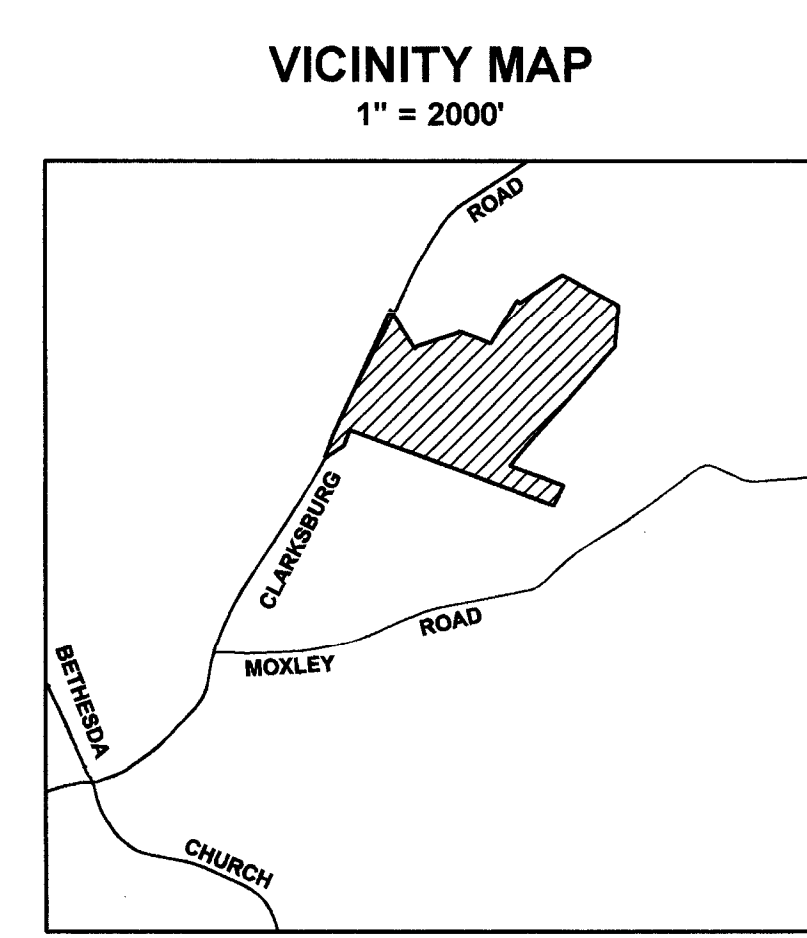 VICINITY MAP
1" = 2000'
ROAD
CLARKSBURG
ROAD
MOXLEY
BETHESDA
CHURCH